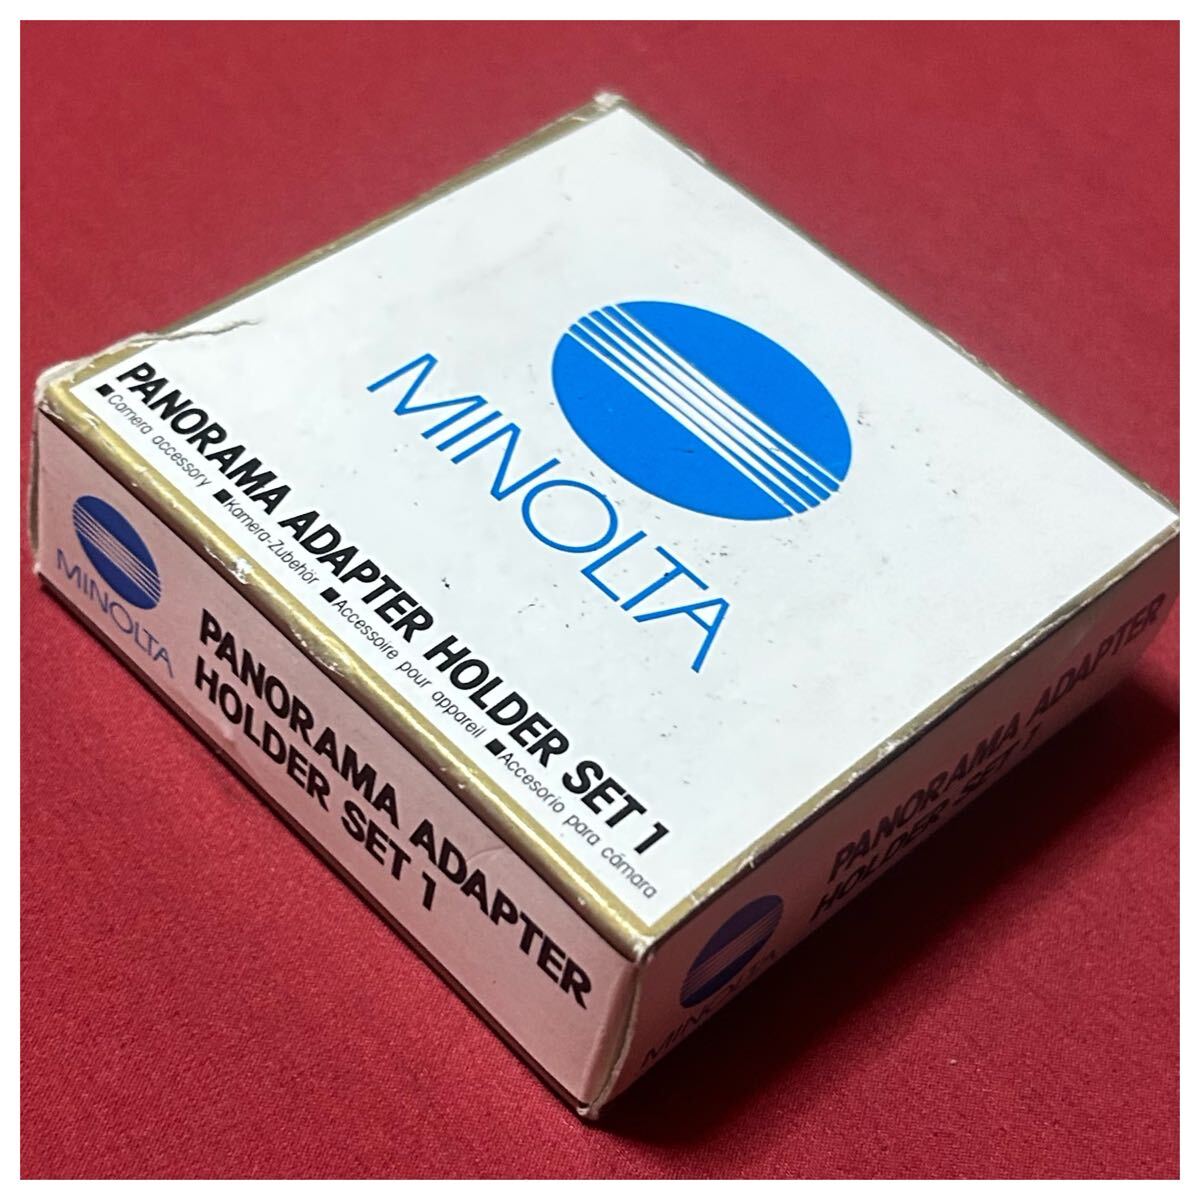 MINOLTA
PANORAMA ADAPTER HOLDER SET 1
■Camera accessory ■Kamera-Zubehör ■Accessoire pour appareil ■Accesorio para cámara
MINOLTA
PANORAMA ADAPTER
HOLDER SET 1
MINOLTA
PANORAMA ADAPTER
HOLDER SET 1